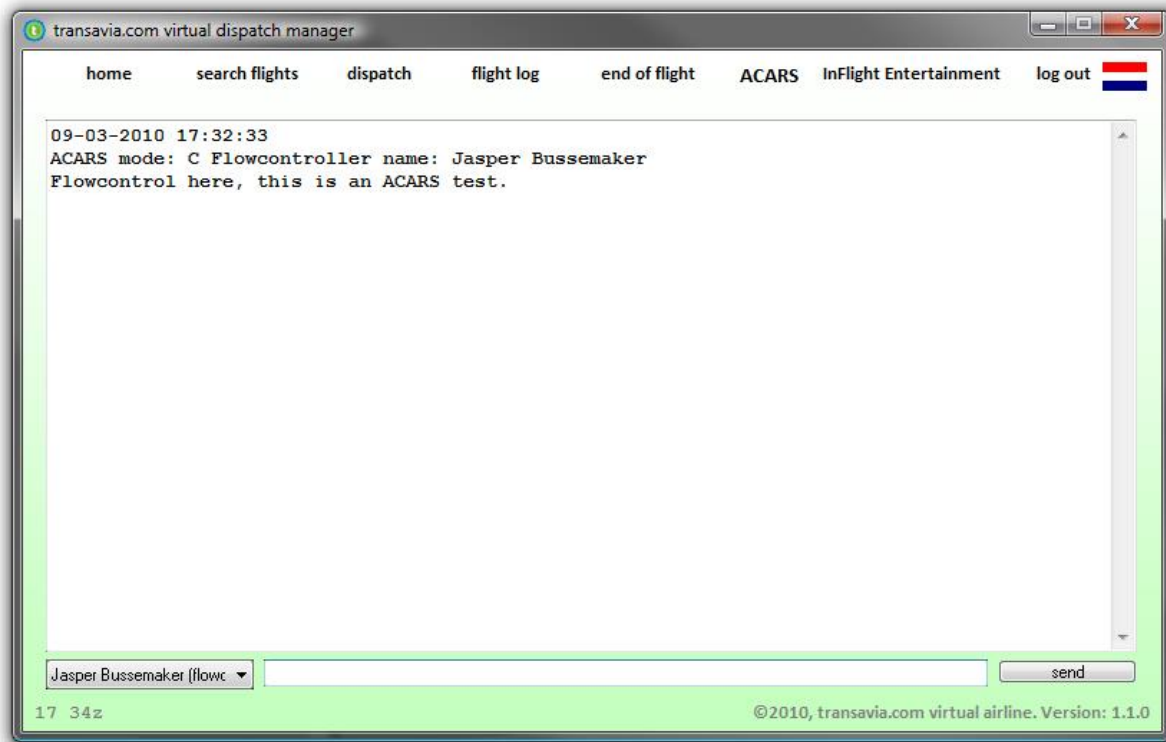 transavia.com virtual dispatch manager
home search flights dispatch flight log end of flight ACARS InFlight Entertainment log out
09-03-2010 17:32:33
ACARS mode: C Flowcontroller name: Jasper Bussemaker
Flowcontrol here, this is an ACARS test.
Jasper Bussemaker (flowc
send
17 34z
©2010, transavia.com virtual airline. Version: 1.1.0